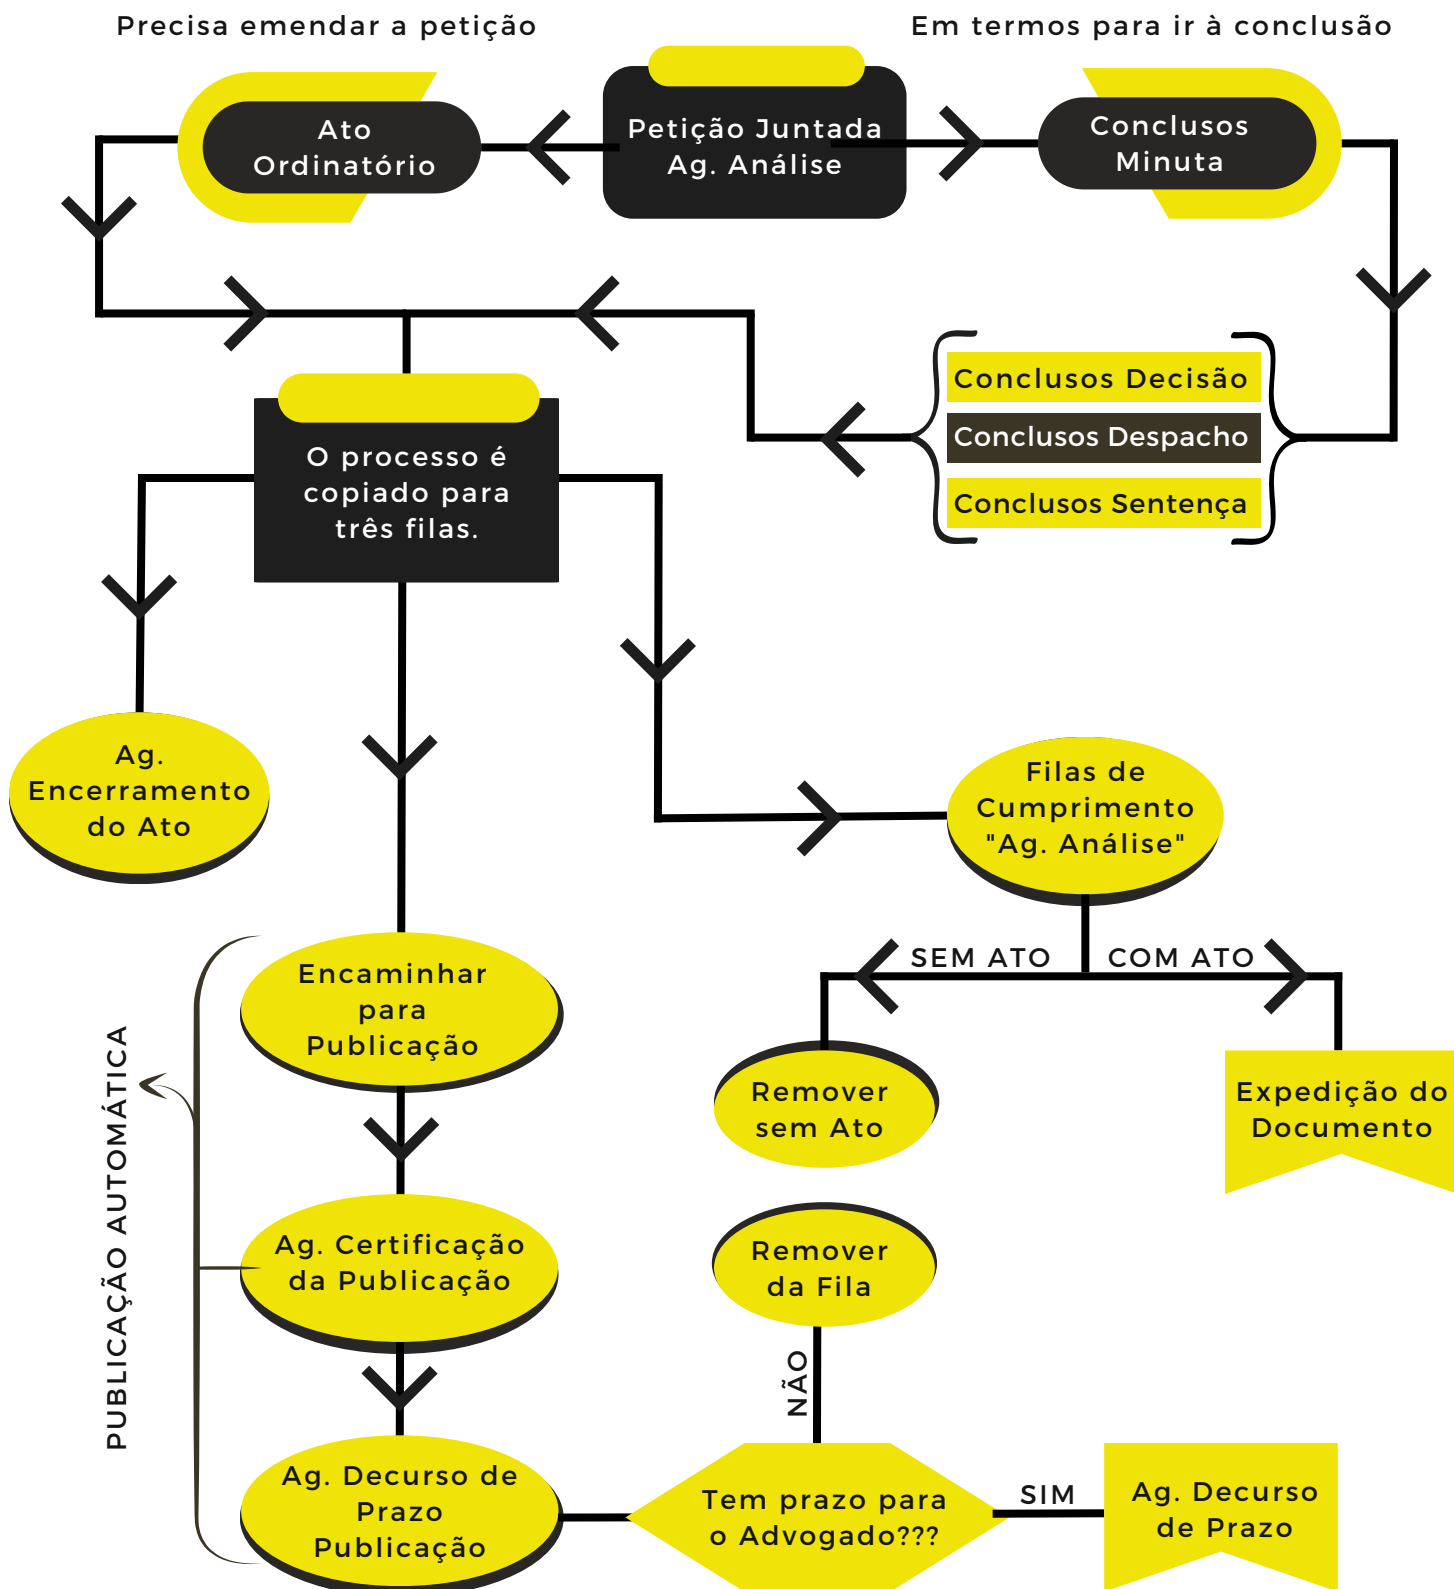 Precisa emendar a petição
Em termos para ir à conclusão
Ato
Ordinatório
Petição Juntada
Ag. Análise
Conclusos
Minuta
Conclusos Decisão
Conclusos Despacho
Conclusos Sentença
O processo é
copiado para
três filas.
Ag.
Encerramento
do Ato
Filas de
Cumprimento
"Ag. Análise"
SEM ATO
COM ATO
Encaminhar
para
Publicação
Remover
sem Ato
Expedição do
Documento
PUBLICAÇÃO AUTOMÁTICA
Ag. Certificação
da Publicação
Remover
da Fila
NÃO
Ag. Decurso de
Prazo
Publicação
Tem prazo para
o Advogado???
SIM
Ag. Decurso
de Prazo